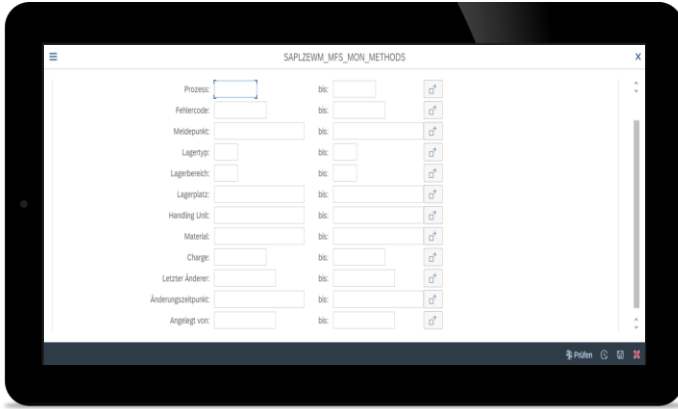 SAPLZEWM_MFS_MON_METHODS
Prozess: bis:
Fehlercode: bis:
Meldepunkt: bis:
Lagertyp: bis:
Lagerbereich: bis:
Lagerplatz: bis:
Handling Unit: bis:
Material: bis:
Charge: bis:
Letzter Änderer: bis:
Änderungszeitpunkt: bis:
Angelegt von: bis:
Prüfen